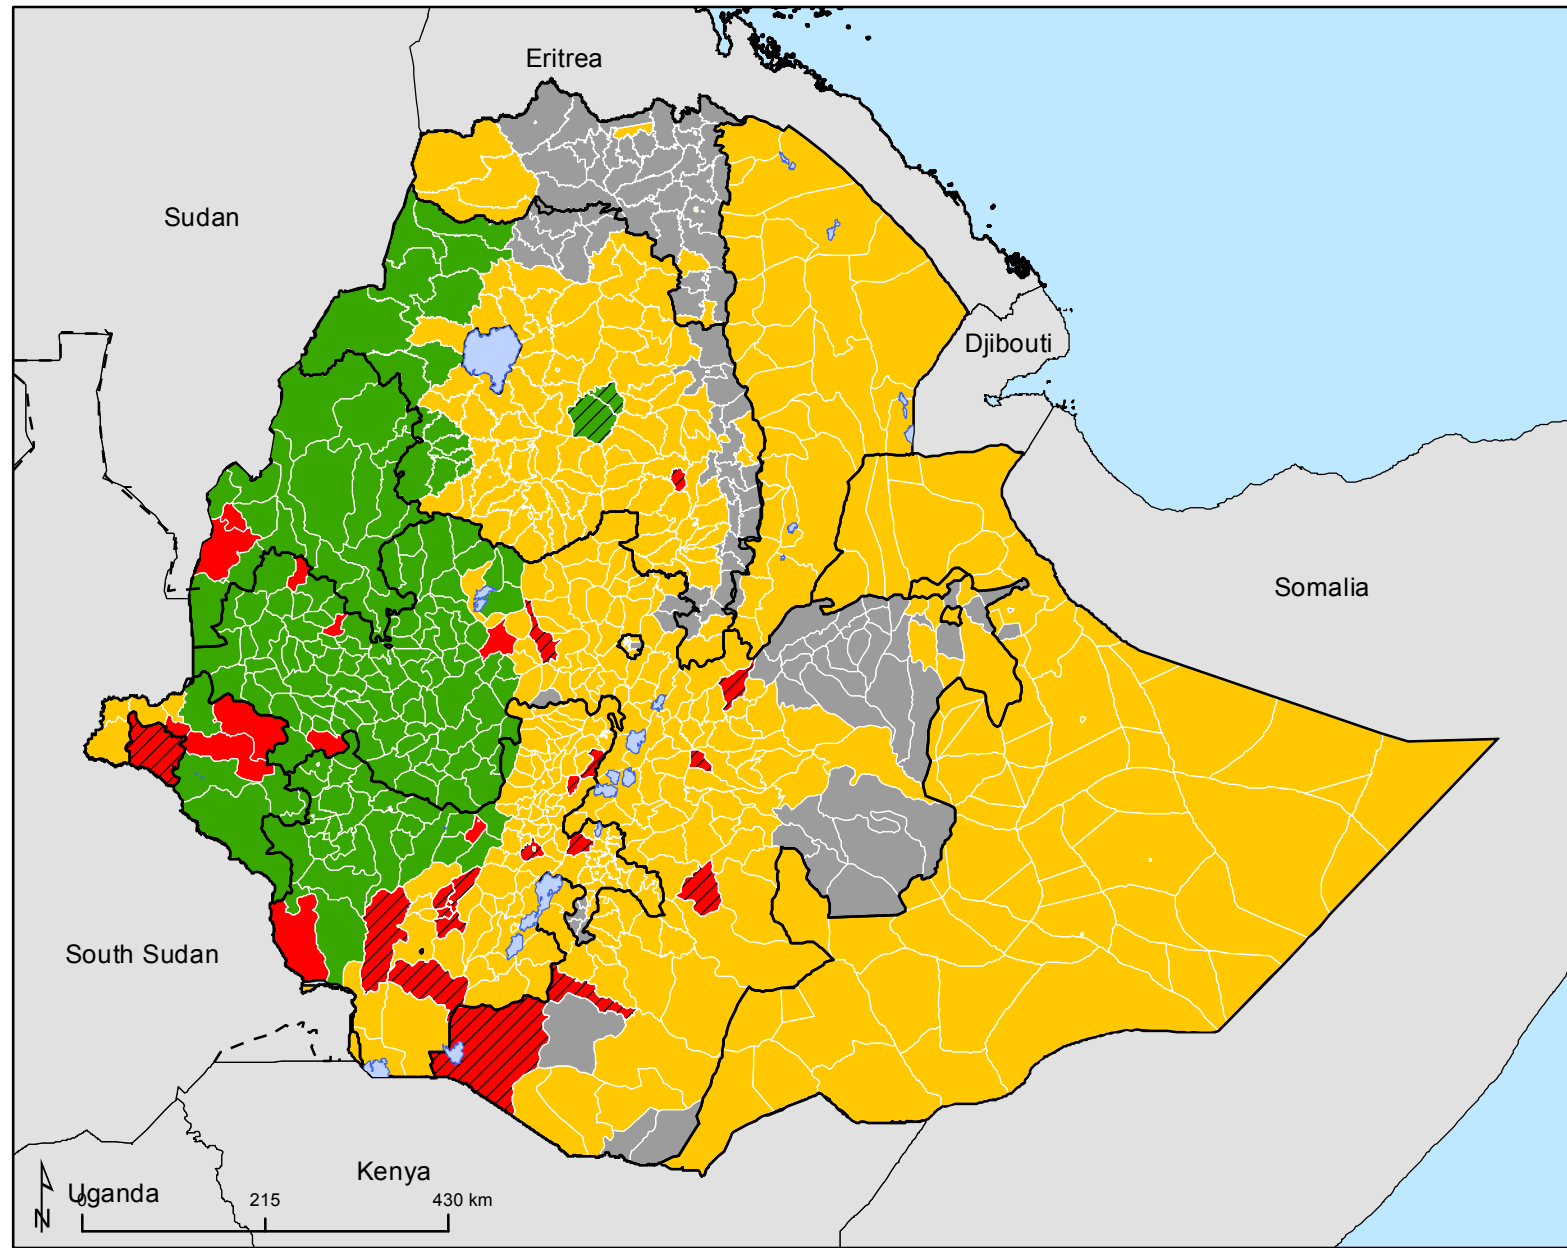 Eritrea
Sudan
Djibouti
Somalia
South Sudan
Kenya
Uganda
0 215 430 km
N